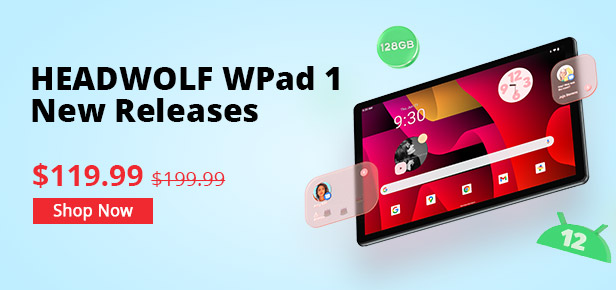 HEADWOLF WPad 1
New Releases
$119.99 $199.99
Shop Now
128GB
9:30
12